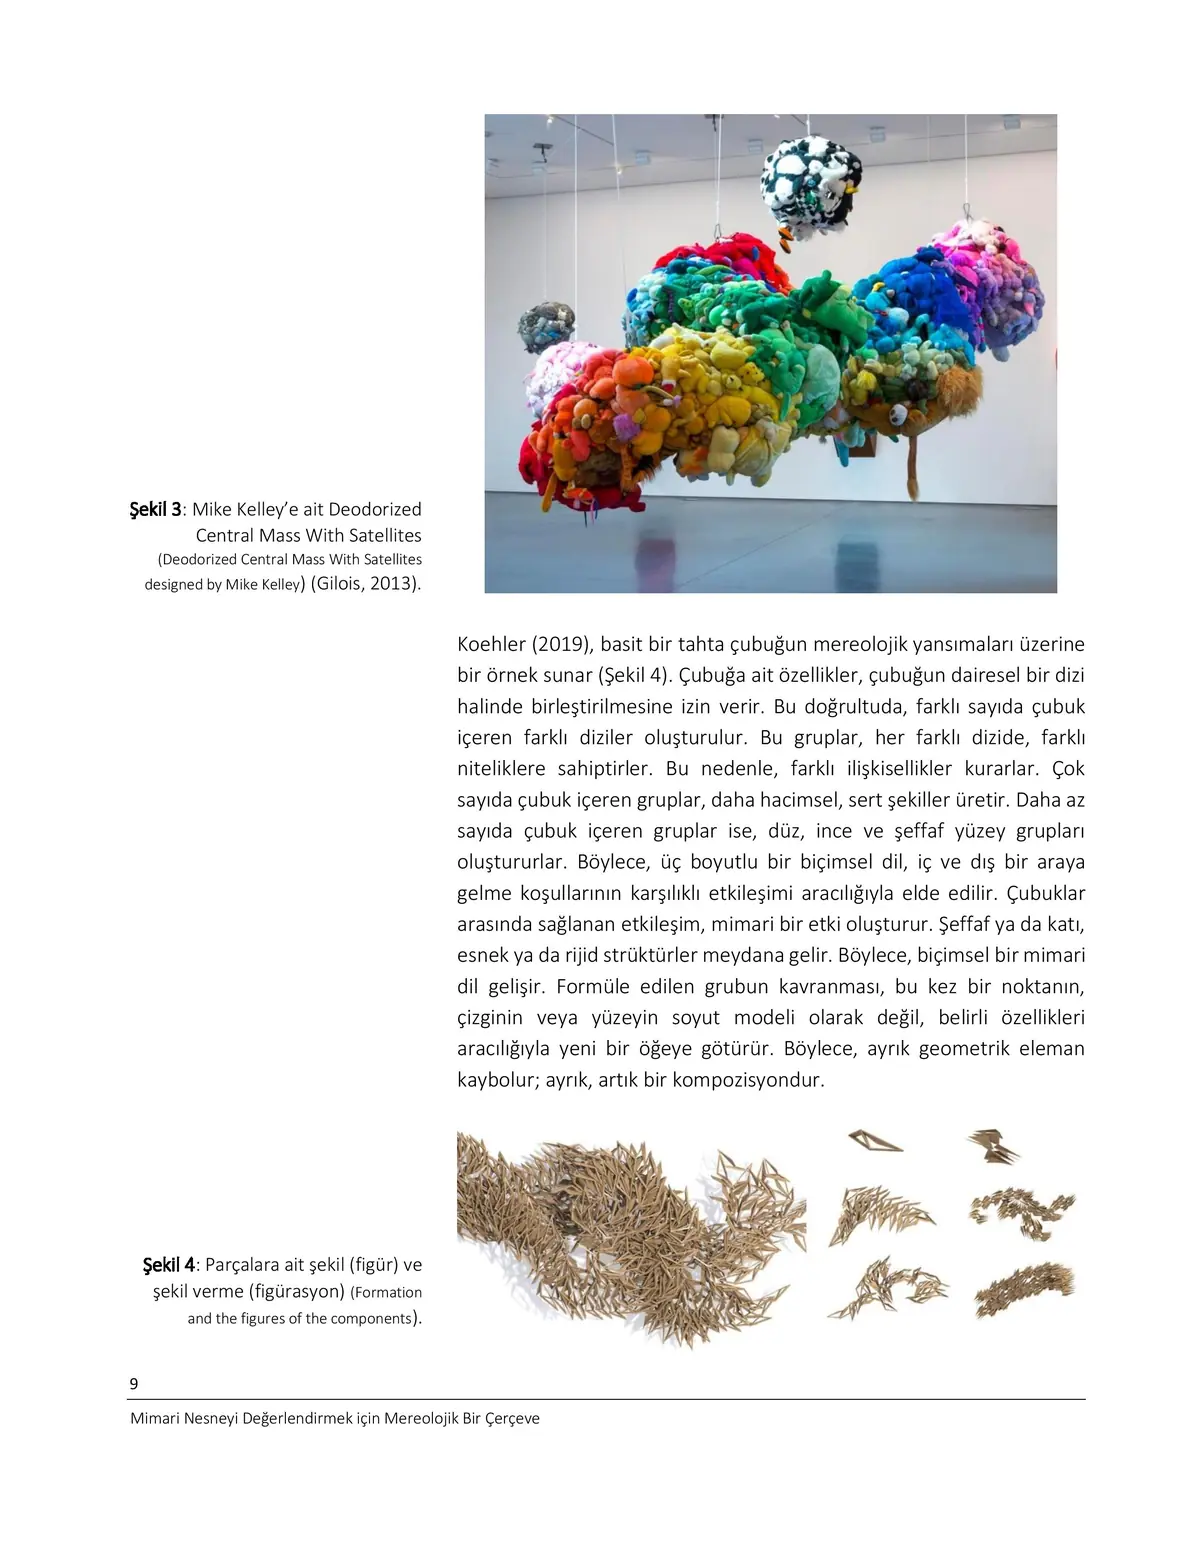 Şekil 3: Mike Kelley’e ait Deodorized
Central Mass With Satellites
(Deodorized Central Mass With Satellites
designed by Mike Kelley) (Gilois, 2013).
Koehler (2019), basit bir tahta çubuğun mereolojik yansımaları üzerine
bir örnek sunar (Şekil 4). Çubuğa ait özellikler, çubuğun dairesel bir dizi
halinde birleştirilmesine izin verir. Bu doğrultuda, farklı sayıda çubuk
içeren farklı diziler oluşturulur. Bu gruplar, her farklı dizide, farklı
niteliklere sahiptirler. Bu nedenle, farklı ilişkisellikler kurarlar. Çok
sayıda çubuk içeren gruplar, daha hacimsel, sert şekiller üretir. Daha az
sayıda çubuk içeren gruplar ise, düz, ince ve şeffaf yüzey grupları
oluştururlar. Böylece, üç boyutlu bir biçimsel dil, iç ve dış bir araya
gelme koşullarının karşılıklı etkileşimi aracılığıyla elde edilir. Çubuklar
arasında sağlanan etkileşim, mimari bir etki oluşturur. Şeffaf ya da katı,
esnek ya da rijid strüktürler meydana gelir. Böylece, biçimsel bir mimari
dil gelişir. Formüle edilen grubun kavranması, bu kez bir noktanın,
çizginin veya yüzeyin soyut modeli olarak değil, belirli özellikleri
aracılığıyla yeni bir öğeye götürür. Böylece, ayrık geometrik eleman
kaybolur; ayrık, artık bir kompozisyondur.
Şekil 4: Parçalara ait şekil (figür) ve
şekil verme (figürasyon) (Formation
and the figures of the components).
9
Mimari Nesneyi Değerlendirmek için Mereolojik Bir Çerçeve